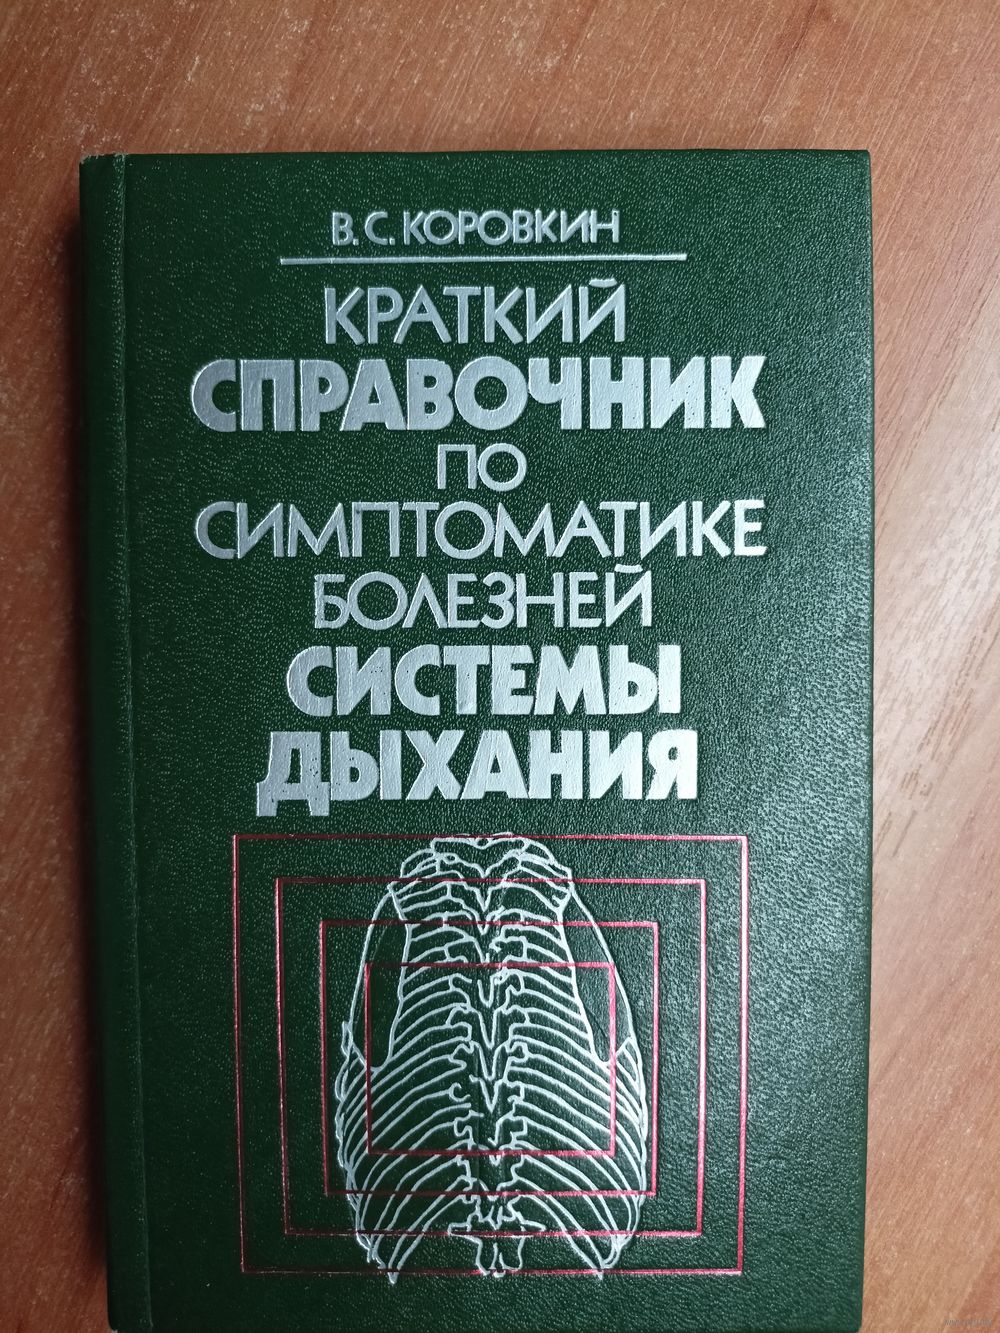 В. С. КОРОВКИН
КРАТКИЙ
СПРАВОЧНИК
ПО
СИМПТОМАТИКЕ
БОЛЕЗНЕЙ
СИСТЕМЫ
ДЫХАНИЯ